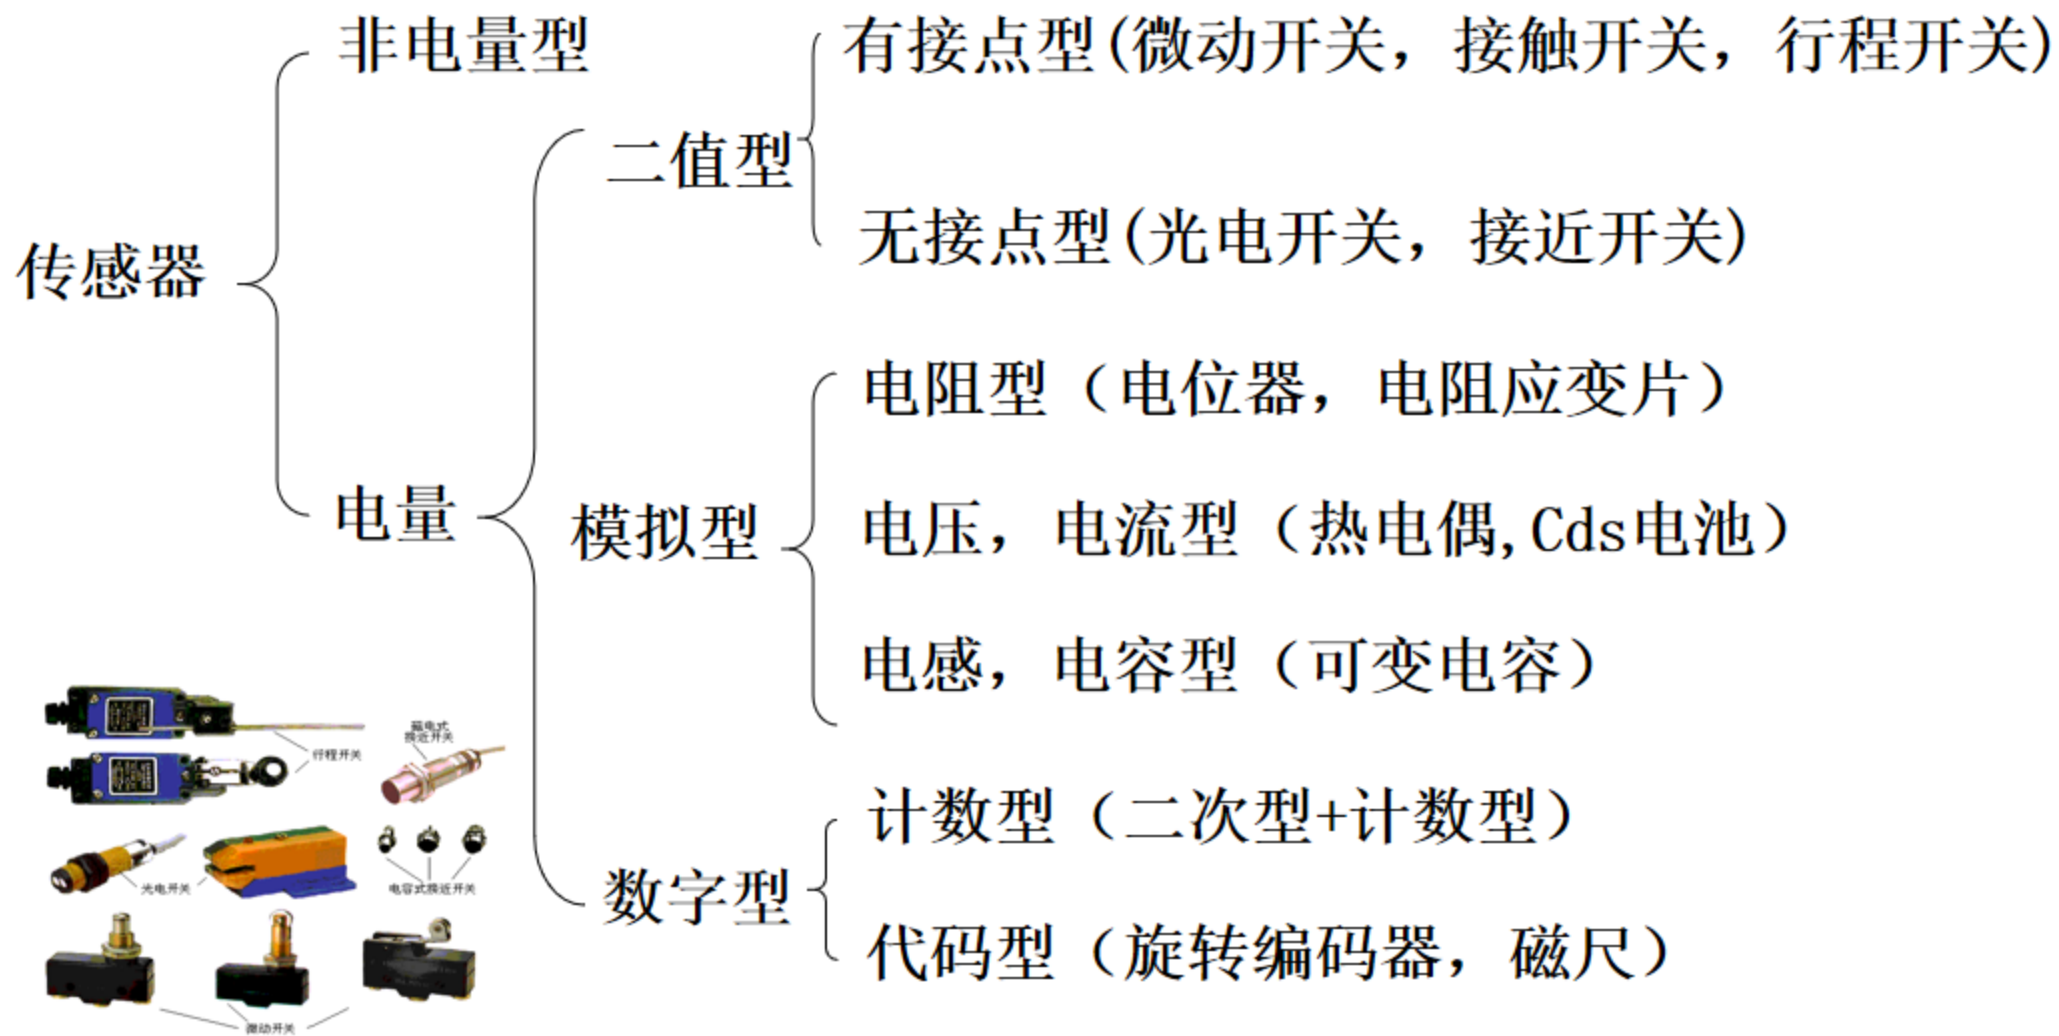 非电量型
有接点型(微动开关，接触开关，行程开关)
二值型
无接点型(光电开关，接近开关)
传感器
电阻型（电位器，电阻应变片）
电量
模拟型
电压，电流型（热电偶,Cds电池）
电感，电容型（可变电容）
计数型（二次型+计数型）
数字型
代码型（旋转编码器，磁尺）
行程开关
接近开关
光电开关
电容式接近开关
微动开关